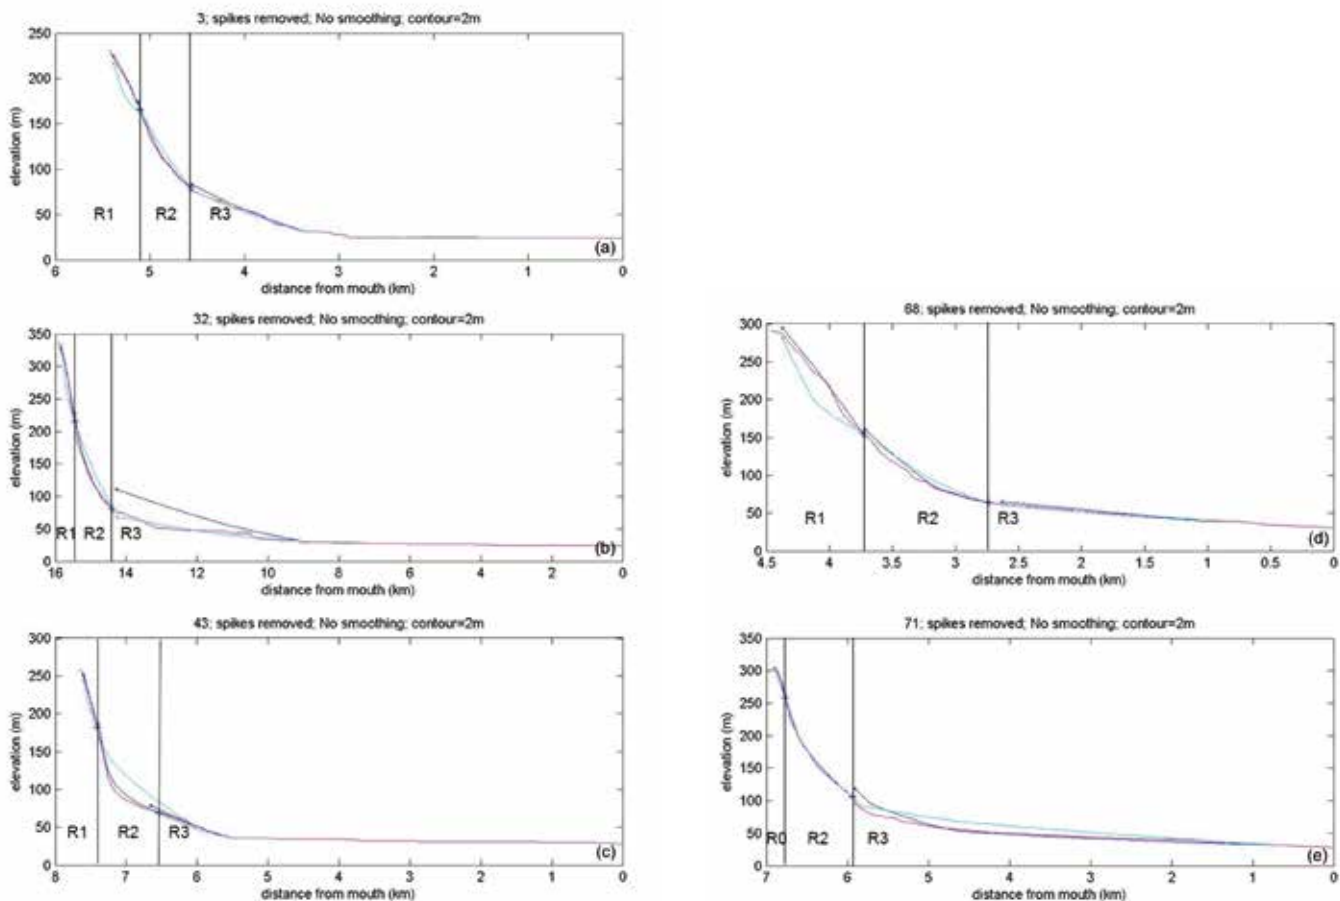 3; spikes removed; No smoothing; contour=2m
250
200
150
100
50
0
elevation (m)
R1 R2 R3
(a)
6 5 4 3 2 1 0
distance from mouth (km)
32; spikes removed; No smoothing; contour=2m
350
300
250
200
150
100
50
0
elevation (m)
R1 R2 R3
(b)
16 14 12 10 8 6 4 2 0
distance from mouth (km)
43; spikes removed; No smoothing; contour=2m
300
250
200
150
100
50
0
elevation (m)
R1 R2 R3
(c)
8 7 6 5 4 3 2 1 0
distance from mouth (km)
68; spikes removed; No smoothing; contour=2m
300
250
200
150
100
50
0
elevation (m)
R1 R2 R3
(d)
4.5 4 3.5 3 2.5 2 1.5 1 0.5 0
distance from mouth (km)
71; spikes removed; No smoothing; contour=2m
350
300
250
200
150
100
50
0
elevation (m)
R0 R2 R3
(e)
7 6 5 4 3 2 1 0
distance from mouth (km)